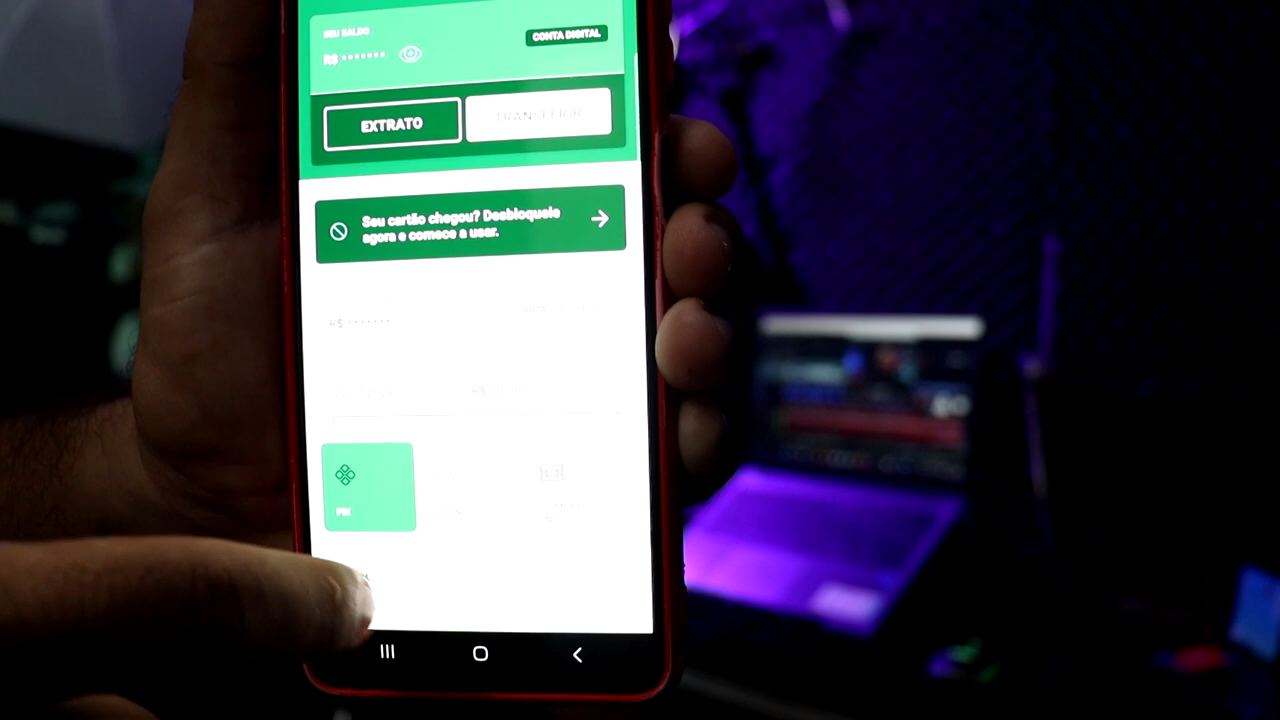 SEU SALDO
R$ •••••••
CONTA DIGITAL
EXTRATO
TRANSFERIR
Seu cartão chegou? Desbloqueie
agora e comece a usar.
R$ •••••••
R$
PIX